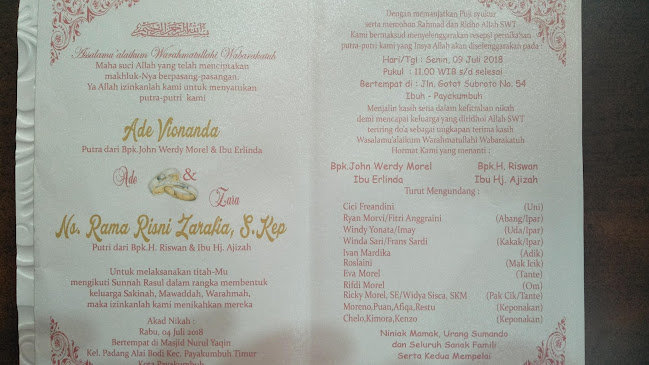 بسم الله الرحمن الرحيم
Assalamu'alaikum Warahmatullahi Wabarakatuh
Maha suci Allah yang telah menciptakan
makhluk-Nya berpasang-pasangan.
Ya Allah izinkanlah kami untuk menyatukan
putra-putri kami
Ade Vionanda
Putra dari Bpk.John Werdy Morel & Ibu Erlinda
Ade & Zara
Ns. Rama Risni Zarafia, S.Kep
Putri dari Bpk.H. Riswan & Ibu Hj. Ajizah
Untuk melaksanakan titah-Mu
mengikuti Sunnah Rasul dalam rangka membentuk
keluarga Sakinah, Mawaddah, Warahmah,
maka izinkanlah kami menikahkan mereka
Akad Nikah :
Rabu, 04 Juli 2018
Bertempat di Masjid Nurul Yaqin
Kel. Padang Alai Bodi Kec. Payakumbuh Timur
Kota Payakumbuh
Dengan memanjatkan Puji syukur
serta memohon Rahmad dan Ridho Allah SWT
Kami bermaksud menyelenggarakan resepsi pernikahan
putra-putri kami yang Insya Allah akan diselenggarakan pada :
Hari/Tgl : Senin, 09 Juli 2018
Pukul : 11.00 WIB s/d selesai
Bertempat di : Jln. Gatot Subroto No. 54
Ibuh - Payakumbuh
Menjalin kasih setia dalam kefitrahan nikah
demi mencapai keluarga yang diridhoi Allah SWT
teriring do'a sebagai ungkapan terima kasih
Wasalamu'alaikum Warahmatullahi Wabarakatuh
Hormat Kami yang menanti :
Bpk.John Werdy Morel Bpk.H. Riswan
Ibu Erlinda Ibu Hj. Ajizah
Turut Mengundang :
Cici Freandini (Uni)
Ryan Morvi/Fitri Anggraini (Abang/Ipar)
Windy Yonata/Imay (Uda/Ipar)
Winda Sari/Frans Sardi (Kakak/Ipar)
Ivan Mardika (Adik)
Roslaini (Mak Icik)
Eva Morel (Tante)
Rifdi Morel (Om)
Ricky Morel, SE/Widya Sisca, SKM (Pak Cik/Tante)
Moreno,Puan,Afiqa,Restu (Keponakan)
Chelo,Kimora,Kenzo (Keponakan)
Niniak Mamak, Urang Sumando
dan Seluruh Saniak Famili
Serta Kedua Mempelai